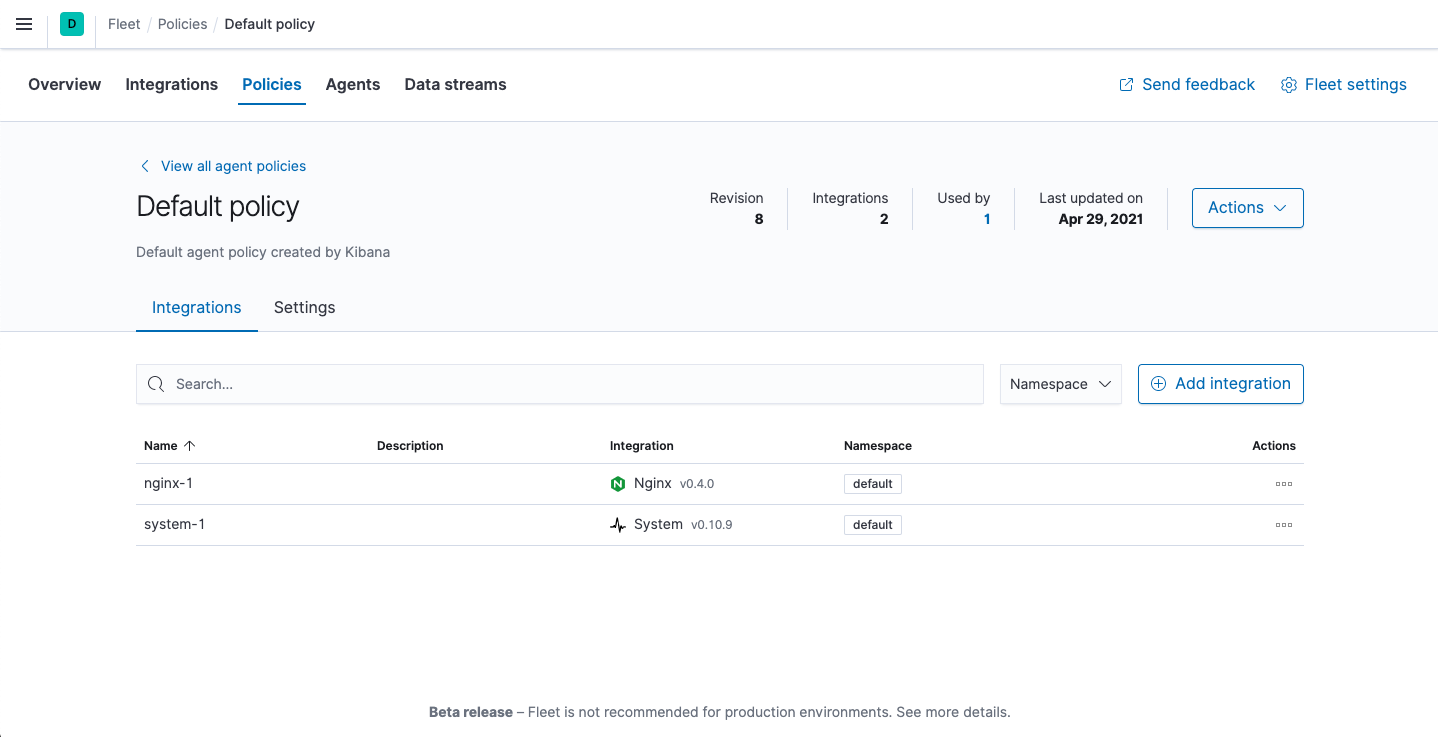 D Fleet / Policies / Default policy
Overview Integrations Policies Agents Data streams Send feedback Fleet settings
View all agent policies
Default policy
Revision Integrations Used by Last updated on
8 2 1 Apr 29, 2021
Actions
Default agent policy created by Kibana
Integrations Settings
Search... Namespace Add integration
Name Description Integration Namespace Actions
nginx-1 Nginx v0.4.0 default
system-1 System v0.10.9 default
Beta release – Fleet is not recommended for production environments. See more details.